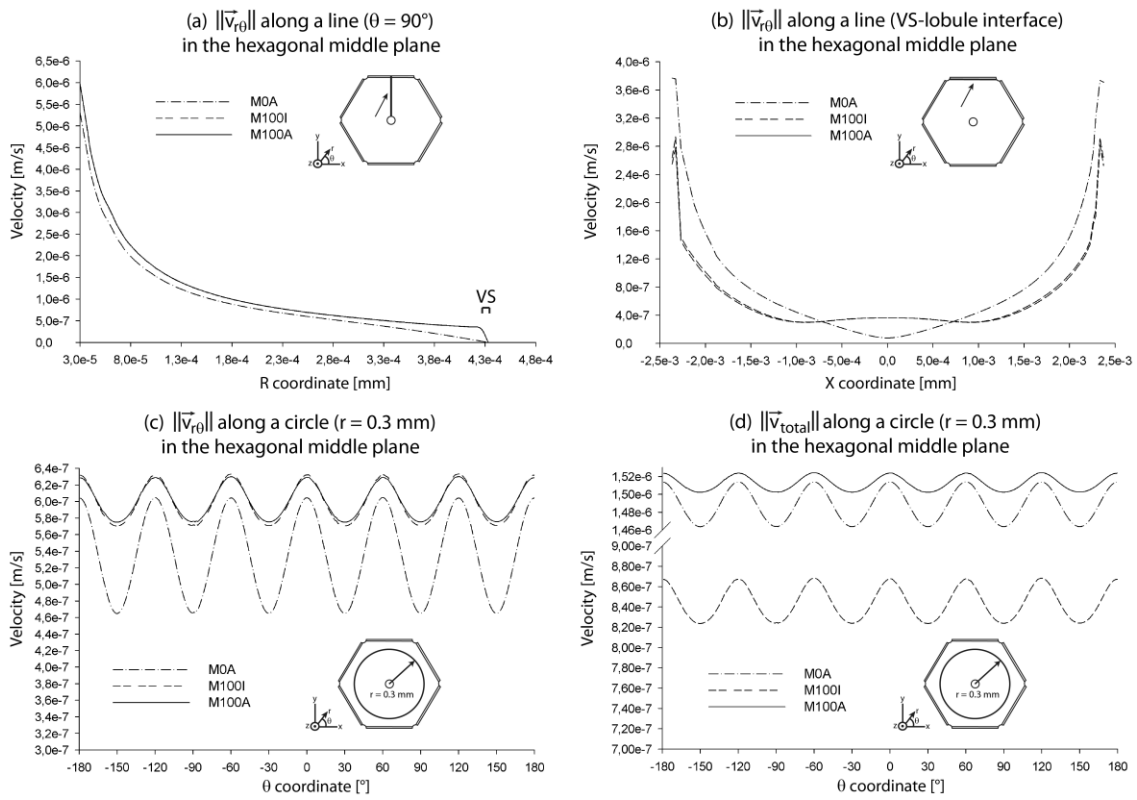 (a) ||v⃗rθ|| along a line (θ = 90°)
in the hexagonal middle plane
6,5e-6
6,0e-6
5,5e-6
5,0e-6
4,5e-6
4,0e-6
3,5e-6
3,0e-6
2,5e-6
2,0e-6
1,5e-6
1,0e-6
5,0e-7
0,0
Velocity [m/s]
M0A
M100I
M100A
y
r
θ
z
x
VS
3,0e-5 8,0e-5 1,3e-4 1,8e-4 2,3e-4 2,8e-4 3,3e-4 3,8e-4 4,3e-4 4,8e-4
R coordinate [mm]
(b) ||v⃗rθ|| along a line (VS-lobule interface)
in the hexagonal middle plane
4,0e-6
3,8e-6
3,4e-6
3,2e-6
2,8e-6
2,6e-6
2,2e-6
2,0e-6
1,6e-6
1,2e-6
8,0e-7
4,0e-7
0,0
Velocity [m/s]
M0A
M100I
M100A
y
r
θ
z
x
-2,5e-3 -2,0e-3 -1,5e-3 -1,0e-3 -5,0e-4 0,0 5,0e-4 1,0e-3 1,5e-3 2,0e-3 2,5e-3
X coordinate [mm]
(c) ||v⃗rθ|| along a circle (r = 0.3 mm)
in the hexagonal middle plane
6,4e-7
6,2e-7
6,0e-7
5,8e-7
5,6e-7
5,4e-7
5,2e-7
5,0e-7
4,8e-7
4,6e-7
4,4e-7
4,2e-7
4,0e-7
3,8e-7
3,6e-7
3,4e-7
3,2e-7
3,0e-7
Velocity [m/s]
M0A
M100I
M100A
y
r
θ
z
x
r = 0.3 mm
-180 -150 -120 -90 -60 -30 0 30 60 90 120 150 180
θ coordinate [°]
(d) ||v⃗total|| along a circle (r = 0.3 mm)
in the hexagonal middle plane
1,52e-6
1,50e-6
1,48e-6
1,46e-6
9,00e-7
8,80e-7
8,60e-7
8,40e-7
8,20e-7
8,00e-7
7,80e-7
7,60e-7
7,40e-7
7,20e-7
7,00e-7
Velocity [m/s]
M0A
M100I
M100A
y
r
θ
z
x
r = 0.3 mm
-180 -150 -120 -90 -60 -30 0 30 60 90 120 150 180
θ coordinate [°]